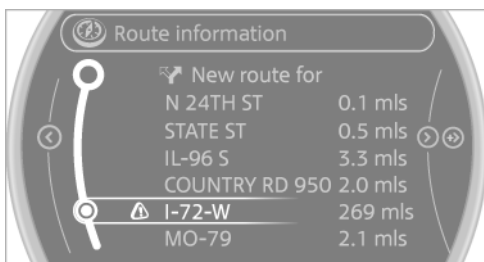 Route information
New route for
N 24TH ST 0.1 mls
STATE ST 0.5 mls
IL-96 S 3.3 mls
COUNTRY RD 950 2.0 mls
I-72-W 269 mls
MO-79 2.1 mls